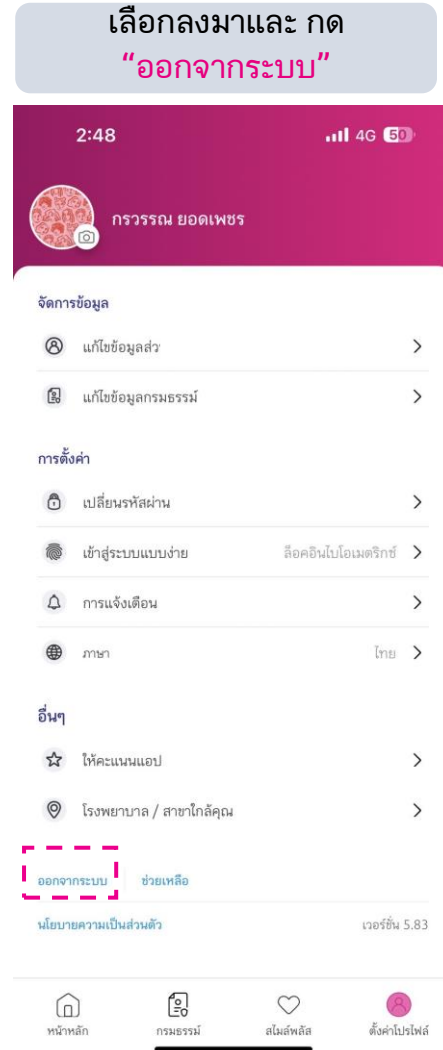 เลือกลงมาและ กด
“ออกจากระบบ”
2:48 4G 50
กรวรรณ ยอดเพชร
จัดการข้อมูล
แก้ไขข้อมูลส่ว
แก้ไขข้อมูลกรมธรรม์
การตั้งค่า
เปลี่ยนรหัสผ่าน
เข้าสู่ระบบแบบง่าย ล็อคอินไบโอเมตริกซ์
การแจ้งเตือน
ภาษา ไทย
อื่นๆ
ให้คะแนนแอป
โรงพยาบาล / สาขาใกล้คุณ
ออกจากระบบ ช่วยเหลือ
นโยบายความเป็นส่วนตัว เวอร์ชั่น 5.83
หน้าหลัก กรมธรรม์ สไมล์พลัส ตั้งค่าโปรไฟล์